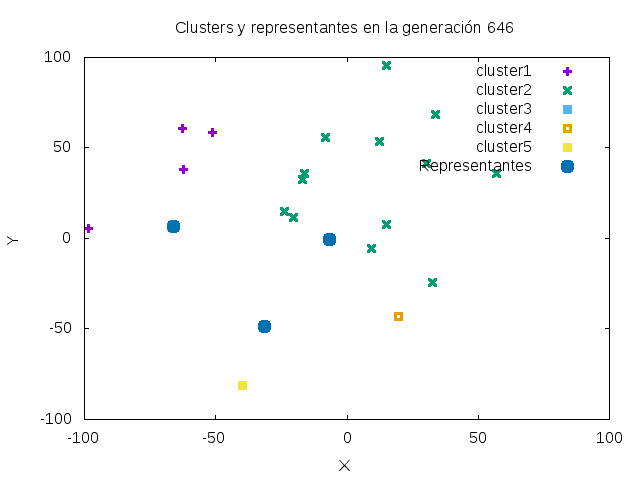 Clusters y representantes en la generación 646
cluster1
cluster2
cluster3
cluster4
cluster5
Representantes
100
50
0
-50
-100
Y
-100
-50
0
50
100
X